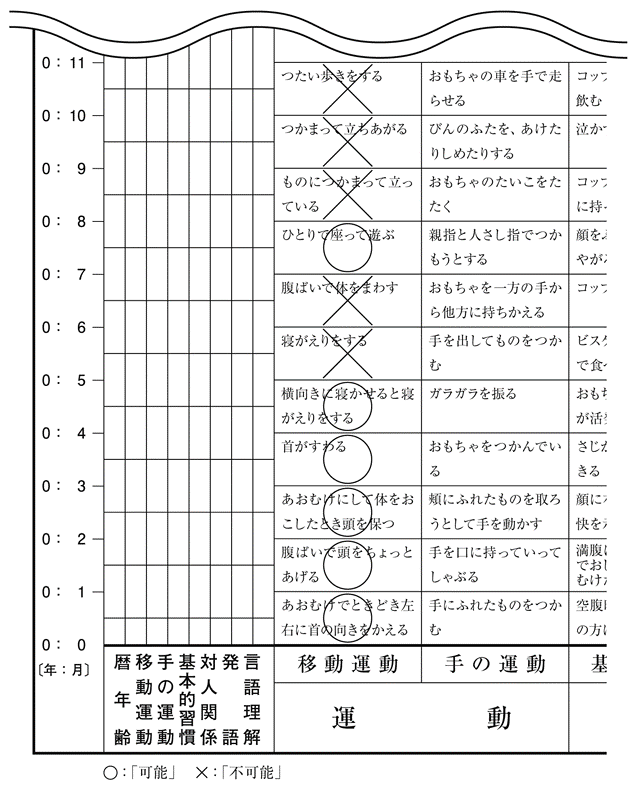 0：11
つたい歩きをする
おもちゃの車を手で走
らせる
コップ
飲む
0：10
つかまって立ちあがる
びんのふたを、あけた
りしめたりする
泣かず
0：9
ものにつかまって立っ
ている
おもちゃのたいこをた
たく
コップ
に持っ
0：8
ひとりで座って遊ぶ
親指と人さし指でつか
もうとする
顔を
やがる
0：7
腹ばいで体をまわす
おもちゃを一方の手か
ら他方に持ちかえる
コップ
0：6
寝がえりをする
手を出してものをつか
む
ビスケ
で食べ
0：5
横向きに寝かせると寝
がえりをする
ガラガラを振る
おも
が活
0：4
首がすわる
おもちゃをつかんでい
る
さじか
きる
0：3
あおむけにして体をお
こしたとき頭を保つ
頬にふれたものを取ろ
うとして手を動かす
顔に
快を
0：2
腹ばいで頭をちょっと
あげる
手を口に持っていって
しゃぶる
満腹
でおし
むけた
0：1
あおむけでときどき左
右に首の向きをかえる
手にふれたものをつか
む
空腹
の方に
0：0
〔年：月〕
暦年齢
移動運動
手の運動
基本的習慣
対人関係
発語
言語理解
移動運動
手の運動
基
運動
○：「可能」 ×：「不可能」